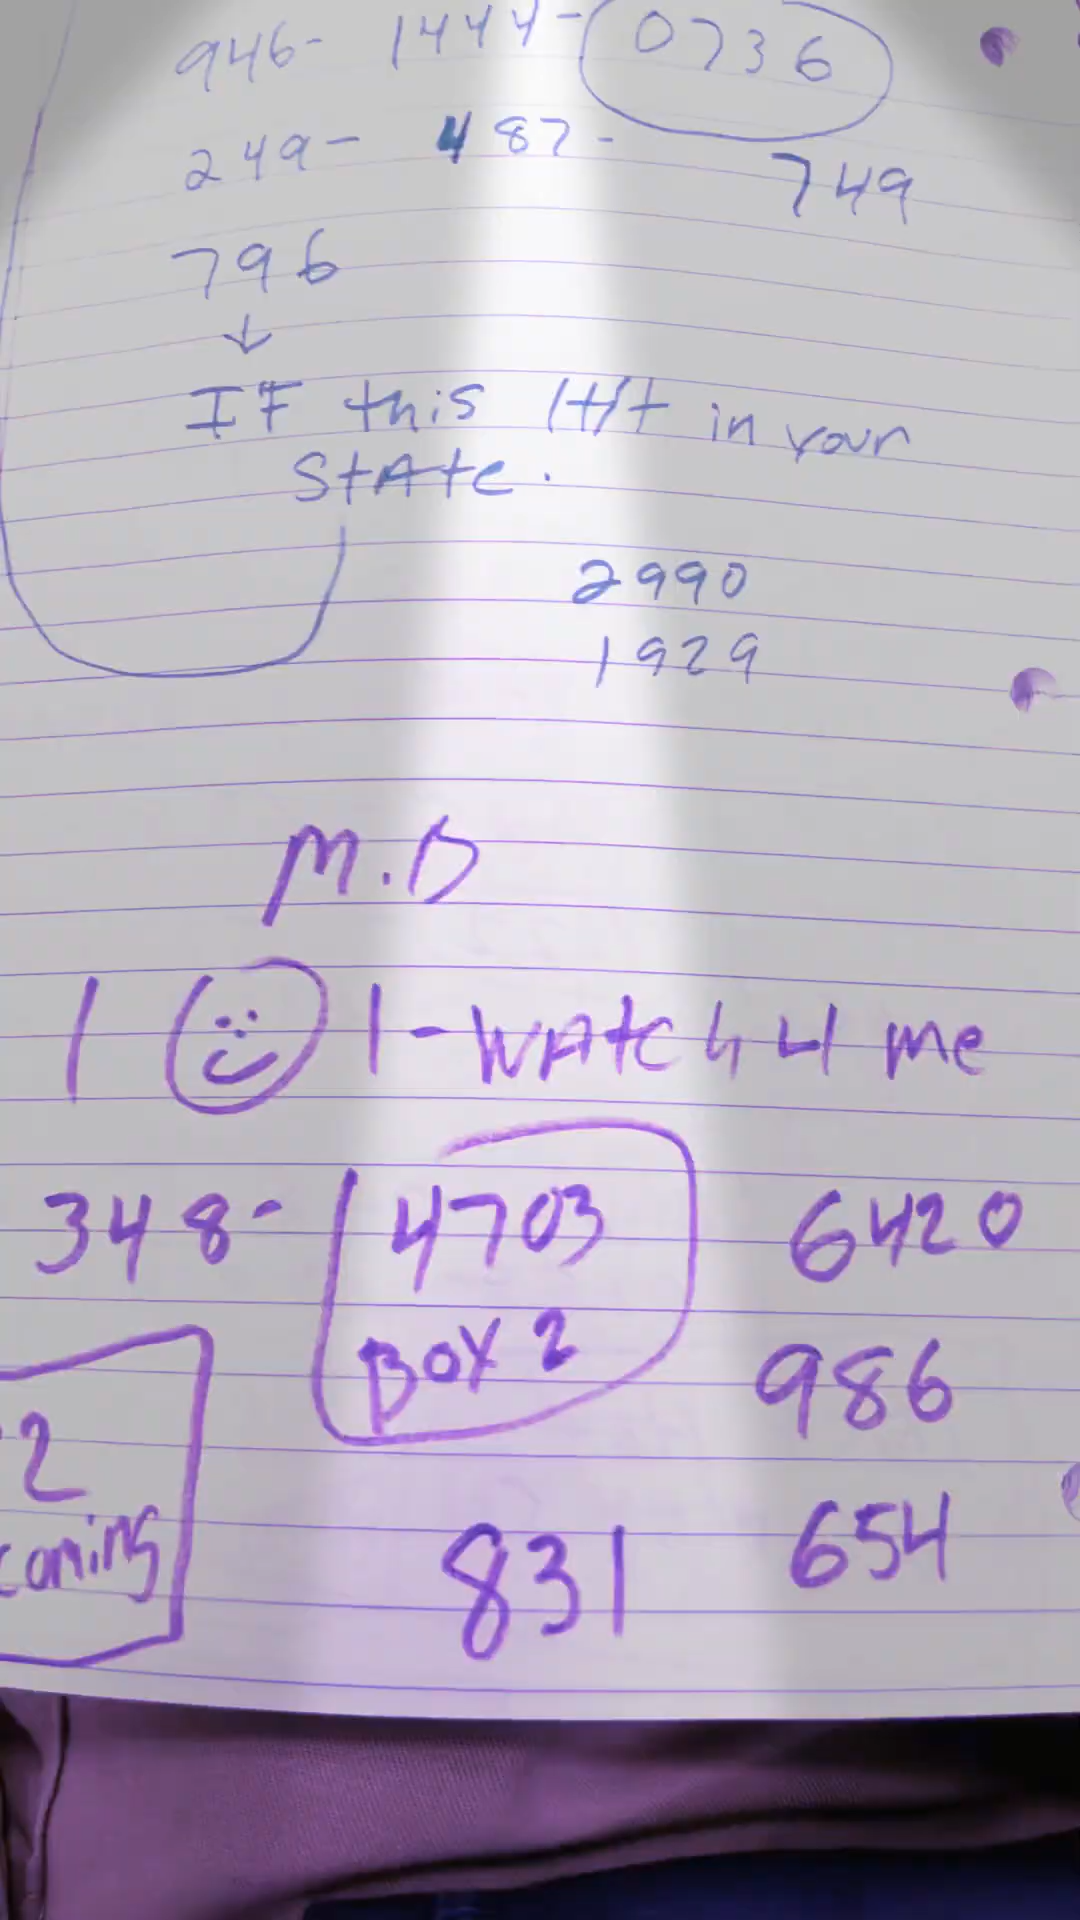 946- 1444- 0736
249- 487- 749
796
↓
IF this HIt in your
StAtE.
2990
1929
M.D
1 1-WAtch 4 me
348- 4703 6420
BOX 2 986
2
coming
831 654